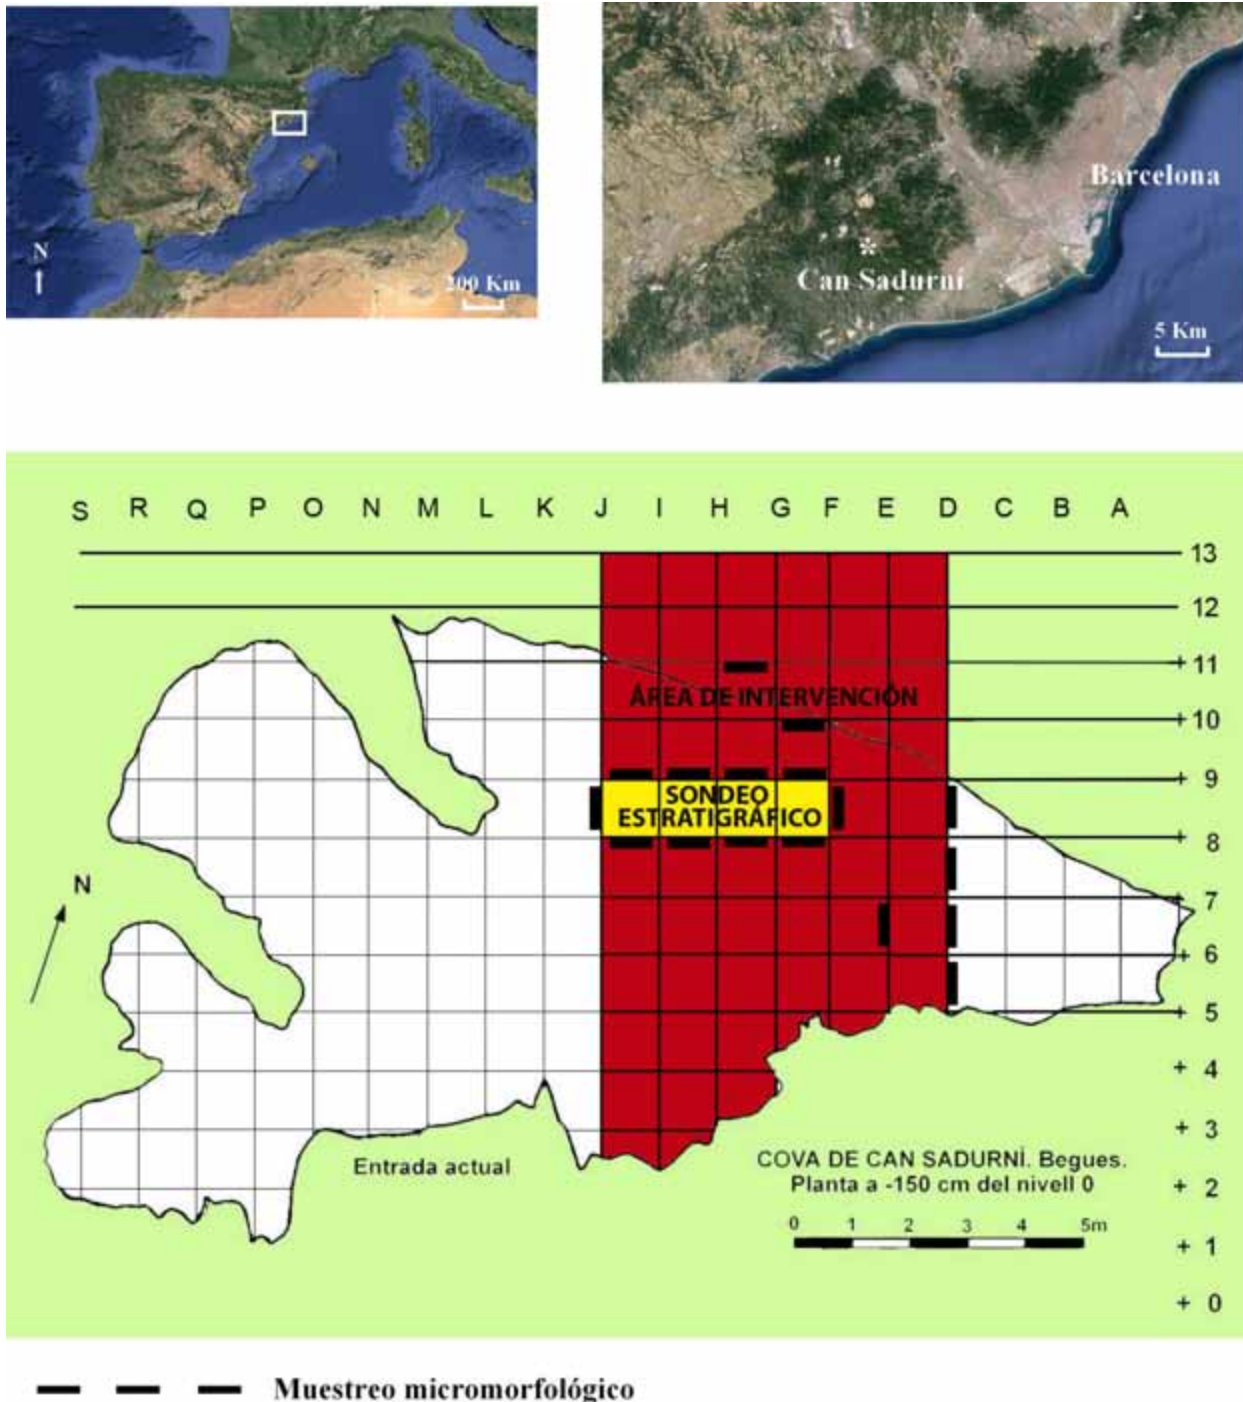 N
200 Km
Barcelona
Can Sadurní
5 Km
S R Q P O N M L K J I H G F E D C B A
13
12
11
ÁREA DE INTERVENCIÓN
10
9
SONDEO
ESTRATIGRÁFICO
8
N
7
6
5
4
3
Entrada actual
COVA DE CAN SADURNÍ. Begues.
Planta a -150 cm del nivell 0
2
0 1 2 3 4 5m
1
0
Muestreo micromorfológico